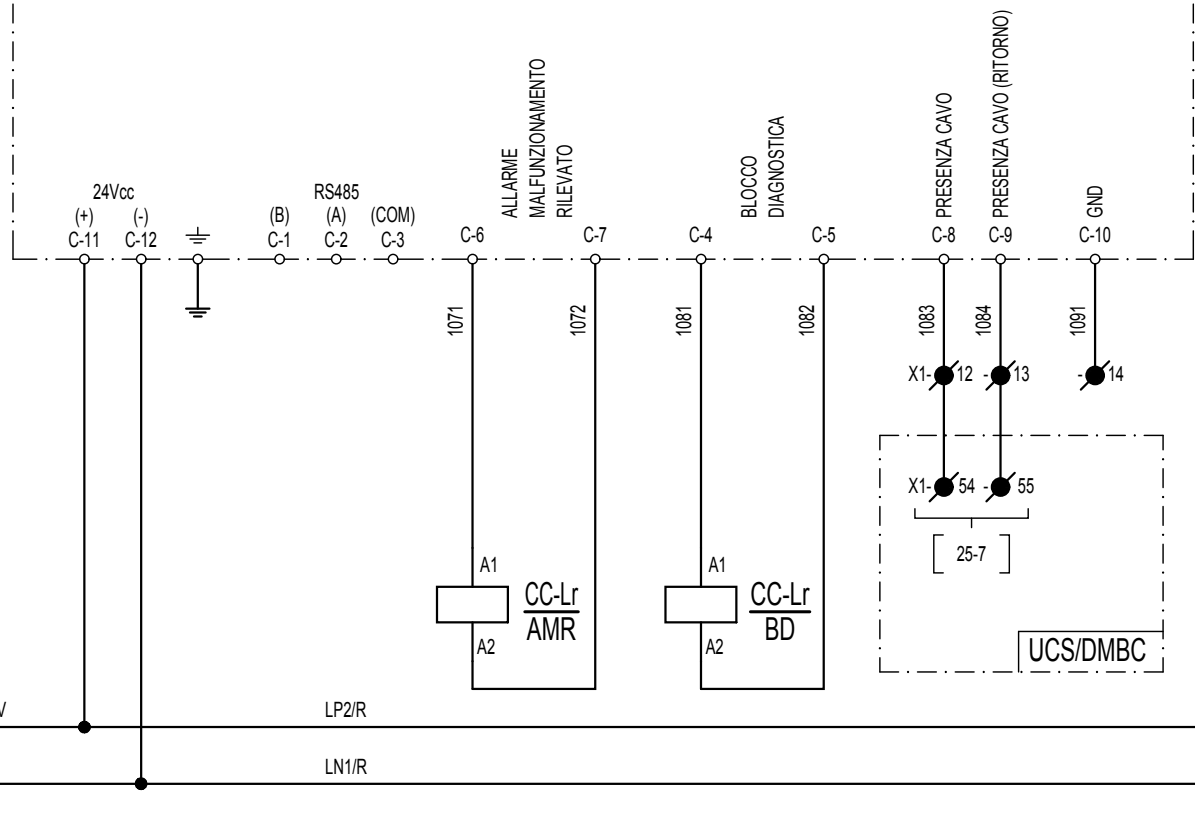 ALLARME
MALFUNZIONAMENTO
RILEVATO
BLOCCO
DIAGNOSTICA
PRESENZA CAVO
PRESENZA CAVO (RITORNO)
GND
24Vcc
RS485
(+) (-) (B) (A) (COM)
C-11 C-12 C-1 C-2 C-3 C-6 C-7 C-4 C-5 C-8 C-9 C-10
1071 1072 1081 1082 1083 1084 1091
X1- 12 - 13 - 14
X1- 54 - 55
25-7
A1 CC-Lr
AMR
A2
A1 CC-Lr
BD
A2
UCS/DMBC
V LP2/R
LN1/R